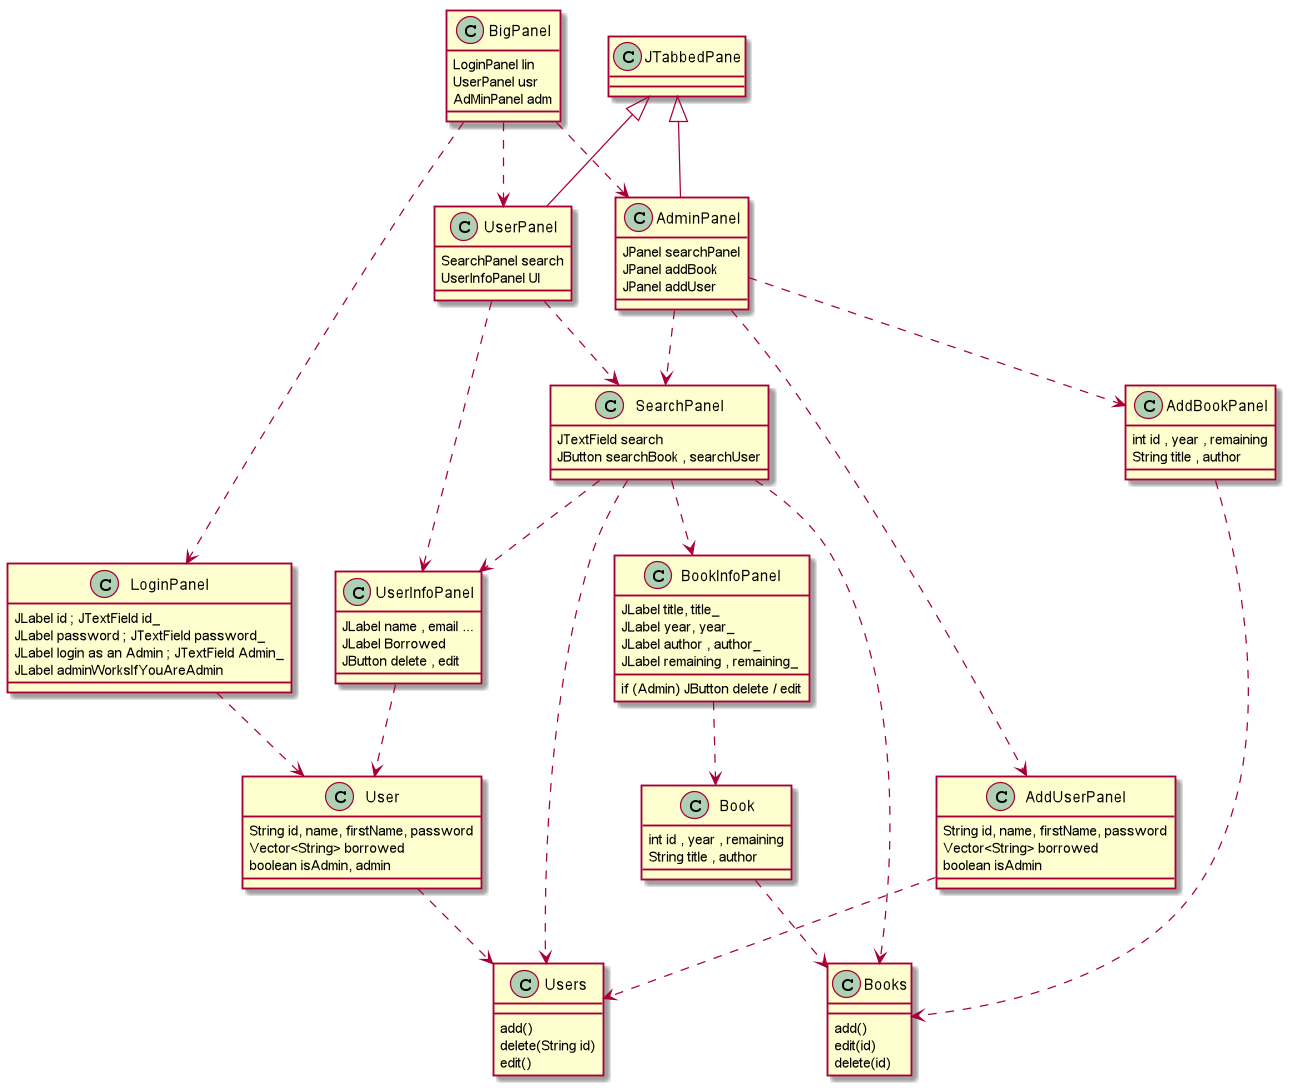 C BigPanel
LoginPanel lin
UserPanel usr
AdMinPanel adm
C JTabbedPane
C UserPanel
SearchPanel search
UserInfoPanel UI
C AdminPanel
JPanel searchPanel
JPanel addBook
JPanel addUser
C SearchPanel
JTextField search
JButton searchBook , searchUser
C AddBookPanel
int id , year , remaining
String title , author
C LoginPanel
JLabel id ; JTextField id_
JLabel password ; JTextField password_
JLabel login as an Admin ; JTextField Admin_
JLabel adminWorksIfYouAreAdmin
C UserInfoPanel
JLabel name , email ...
JLabel Borrowed
JButton delete , edit
C BookInfoPanel
JLabel title, title_
JLabel year, year_
JLabel author , author_
JLabel remaining , remaining_
if (Admin) JButton delete / edit
C User
String id, name, firstName, password
Vector<String> borrowed
boolean isAdmin, admin
C Book
int id , year , remaining
String title , author
C AddUserPanel
String id, name, firstName, password
Vector<String> borrowed
boolean isAdmin
C Users
add()
delete(String id)
edit()
C Books
add()
edit(id)
delete(id)